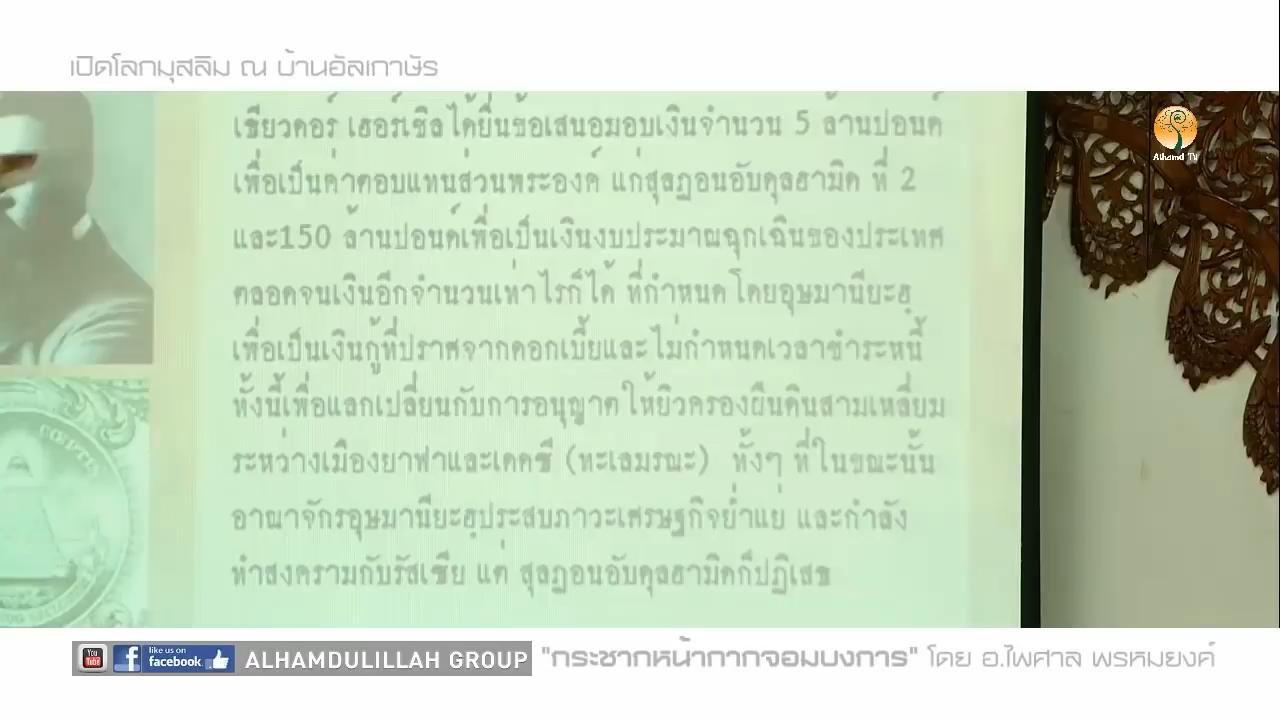 เปิดโลกมุสลิม ณ บ้านอัลเกาษัร
Alhamd TV
เธียวดอร์ เฮอร์เซิลได้ยื่นข้อเสนอมอบเงินจำนวน 5 ล้านปอนด์
เพื่อเป็นค่าตอบแทนส่วนพระองค์ แก่สุลฏอนอับดุลฮามิด ที่ 2
และ150 ล้านปอนด์เพื่อเป็นเงินงบประมาณฉุกเฉินของประเทศ
ตลอดจนเงินอีกจำนวนเท่าไรก็ได้ ที่กำหนดโดยอุษมานียะฮฺ
เพื่อเป็นเงินกู้ที่ปราศจากดอกเบี้ยและไม่กำหนดเวลาชำระหนี้
ทั้งนี้เพื่อแลกเปลี่ยนกับการอนุญาตให้ยิวครองผืนดินสามเหลี่ยม
ระหว่างเมืองยาฟาและเดดซี (ทะเลมรณะ) ทั้งๆ ที่ในขณะนั้น
อาณาจักรอุษมานียะฮฺประสบภาวะเศรษฐกิจย่ำแย่ และกำลัง
ทำสงครามกับรัสเซีย แต่ สุลฏอนอับดุลฮามิดก็ปฏิเสธ
You Tube like us on facebook ALHAMDULILLAH GROUP "กระชากหน้ากากจอมบงการ" โดย อ.ไพศาล พรหมยงค์